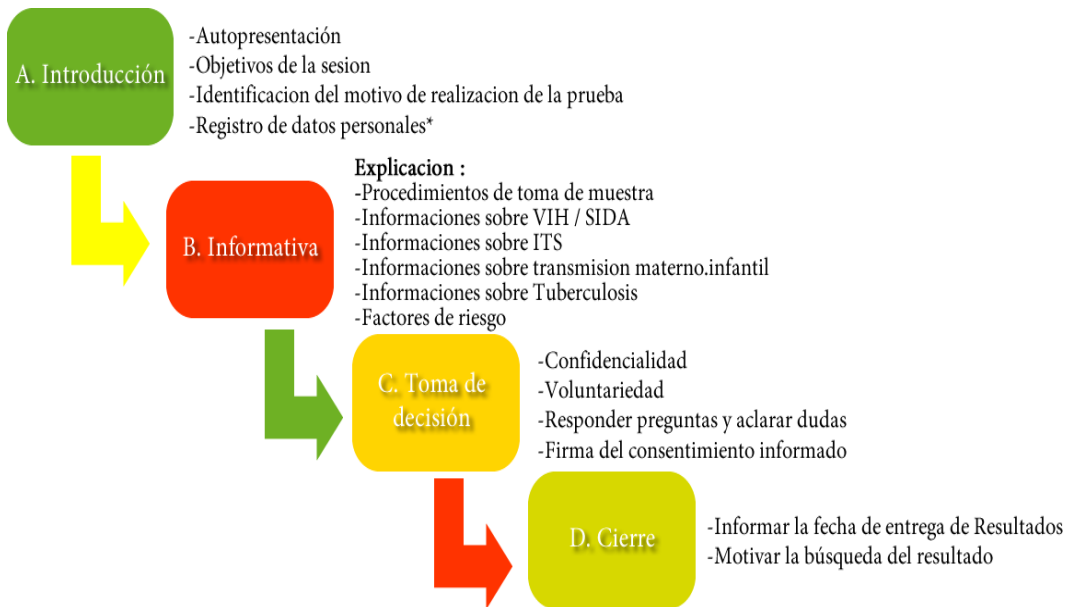 A. Introducción
-Autopresentación
-Objetivos de la sesion
-Identificacion del motivo de realizacion de la prueba
-Registro de datos personales*
B. Informativa
Explicacion :
-Procedimientos de toma de muestra
-Informaciones sobre VIH / SIDA
-Informaciones sobre ITS
-Informaciones sobre transmision materno.infantil
-Informaciones sobre Tuberculosis
-Factores de riesgo
C. Toma de
decisión
-Confidencialidad
-Voluntariedad
-Responder preguntas y aclarar dudas
-Firma del consentimiento informado
D. Cierre
-Informar la fecha de entrega de Resultados
-Motivar la búsqueda del resultado